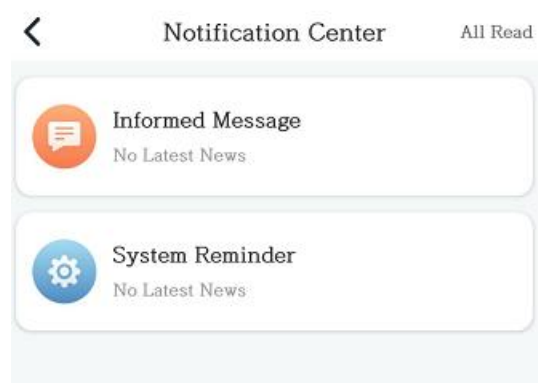 Notification Center
All Read
Informed Message
No Latest News
System Reminder
No Latest News